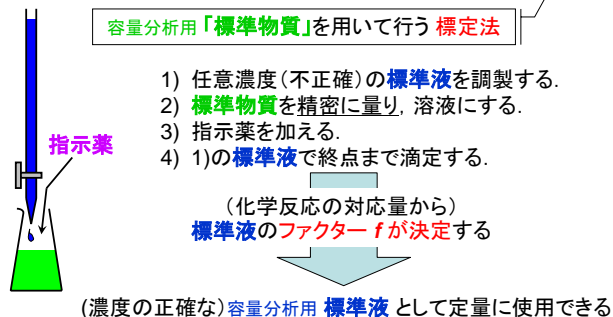 容量分析用「標準物質」を用いて行う 標定法
1) 任意濃度(不正確)の標準液を調製する.
2) 標準物質を精密に量り, 溶液にする.
3) 指示薬を加える.
4) 1)の標準液で終点まで滴定する.
指示薬
(化学反応の対応量から)
標準液のファクター f が決定する
(濃度の正確な)容量分析用 標準液 として定量に使用できる